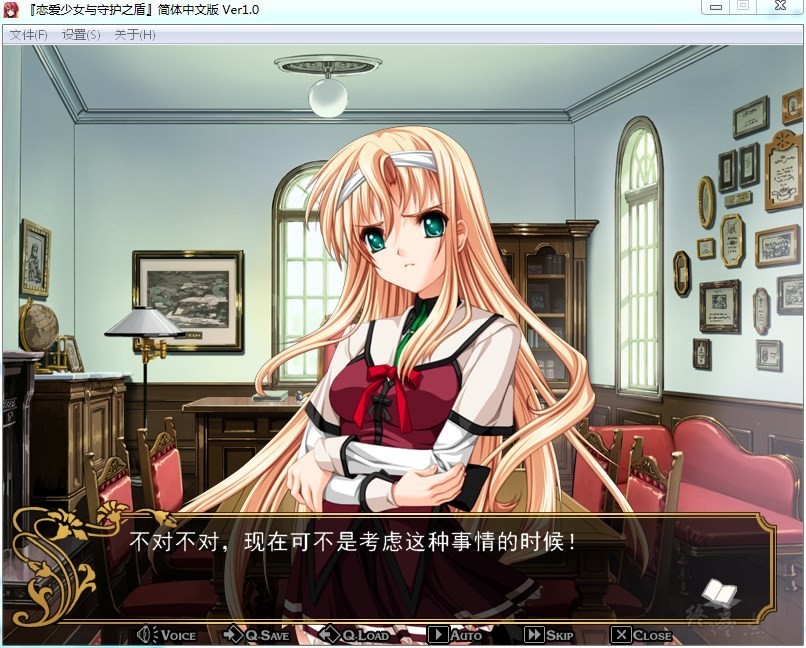 『恋爱少女与守护之盾』简体中文版 Ver1.0
文件(F) 设置(S) 关于(H)
不对不对，现在可不是考虑这种事情的时候！
VOICE Q-SAVE Q-LOAD AUTO SKIP CLOSE